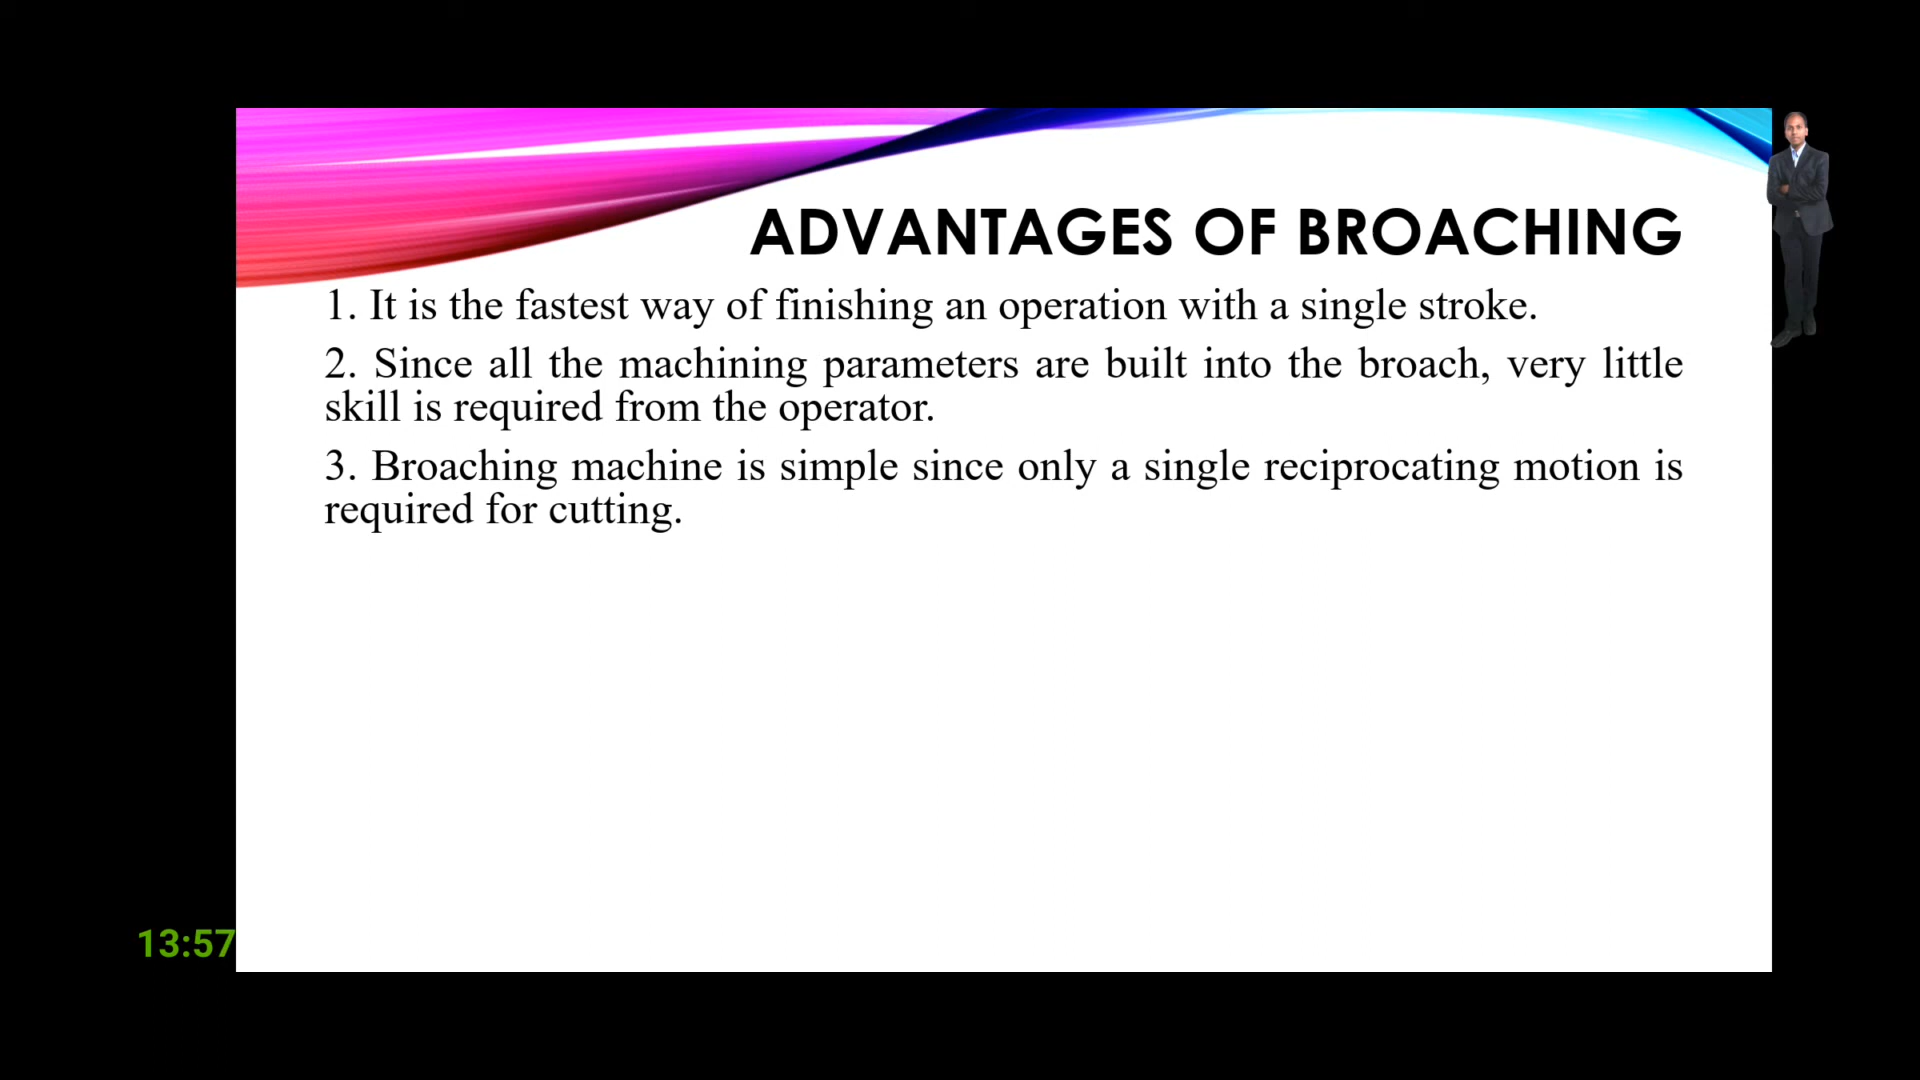 ADVANTAGES OF BROACHING
1. It is the fastest way of finishing an operation with a single stroke.
2. Since all the machining parameters are built into the broach, very little
skill is required from the operator.
3. Broaching machine is simple since only a single reciprocating motion is
required for cutting.
13:57